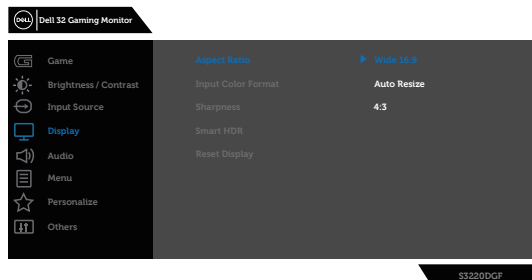 DELL
Dell 32 Gaming Monitor
Game
Brightness / Contrast
Input Source
Display
Audio
Menu
Personalize
Others
Aspect Ratio
Input Color Format
Sharpness
Smart HDR
Reset Display
Wide 16:9
Auto Resize
4:3
S3220DGF